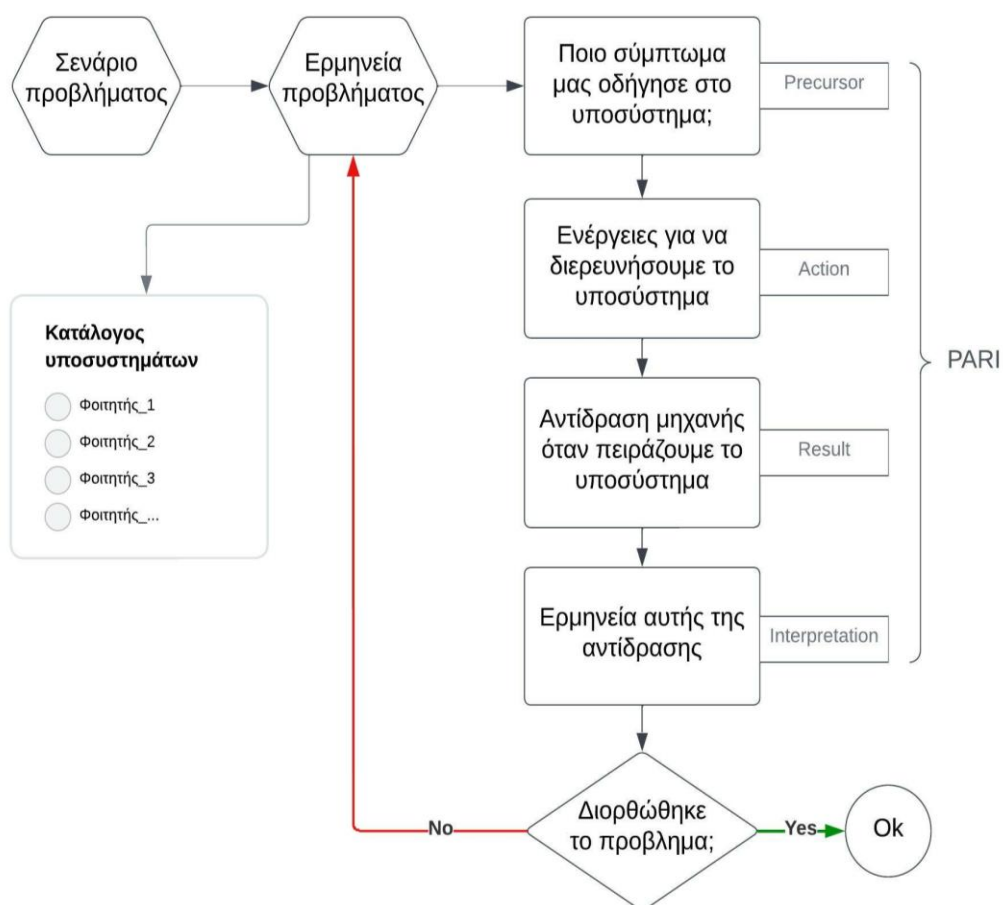 Σενάριο
προβλήματος
Ερμηνεία
προβλήματος
Ποιο σύμπτωμα
μας οδήγησε στο
υποσύστημα;
Precursor
Ενέργειες για να
διερευνήσουμε το
υποσύστημα
Action
Κατάλογος
υποσυστημάτων
Φοιτητής_1
Φοιτητής_2
Φοιτητής_3
Φοιτητής_...
PARI
Αντίδραση μηχανής
όταν πειράζουμε το
υποσύστημα
Result
Ερμηνεία αυτής της
αντίδρασης
Interpretation
Διορθώθηκε
το προβλημα;
No
Yes
Ok